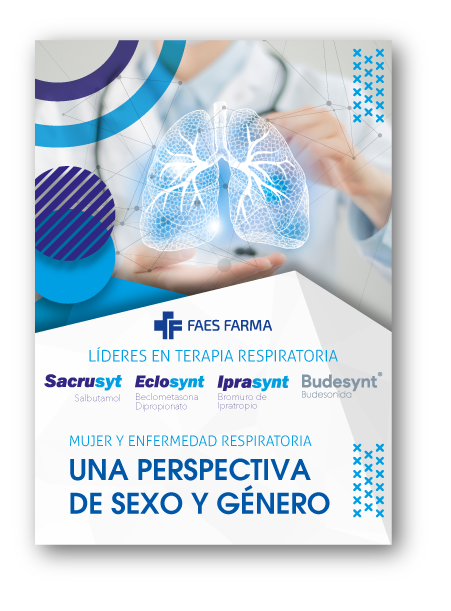 FAES FARMA
LÍDERES EN TERAPIA RESPIRATORIA
Sacrusyt Eclosynt Iprasynt Budesynt®
Salbutamol Beclometasona Bromuro de Budesonida
Dipropionato Ipratropio
MUJER Y ENFERMEDAD RESPIRATORIA
UNA PERSPECTIVA
DE SEXO Y GÉNERO